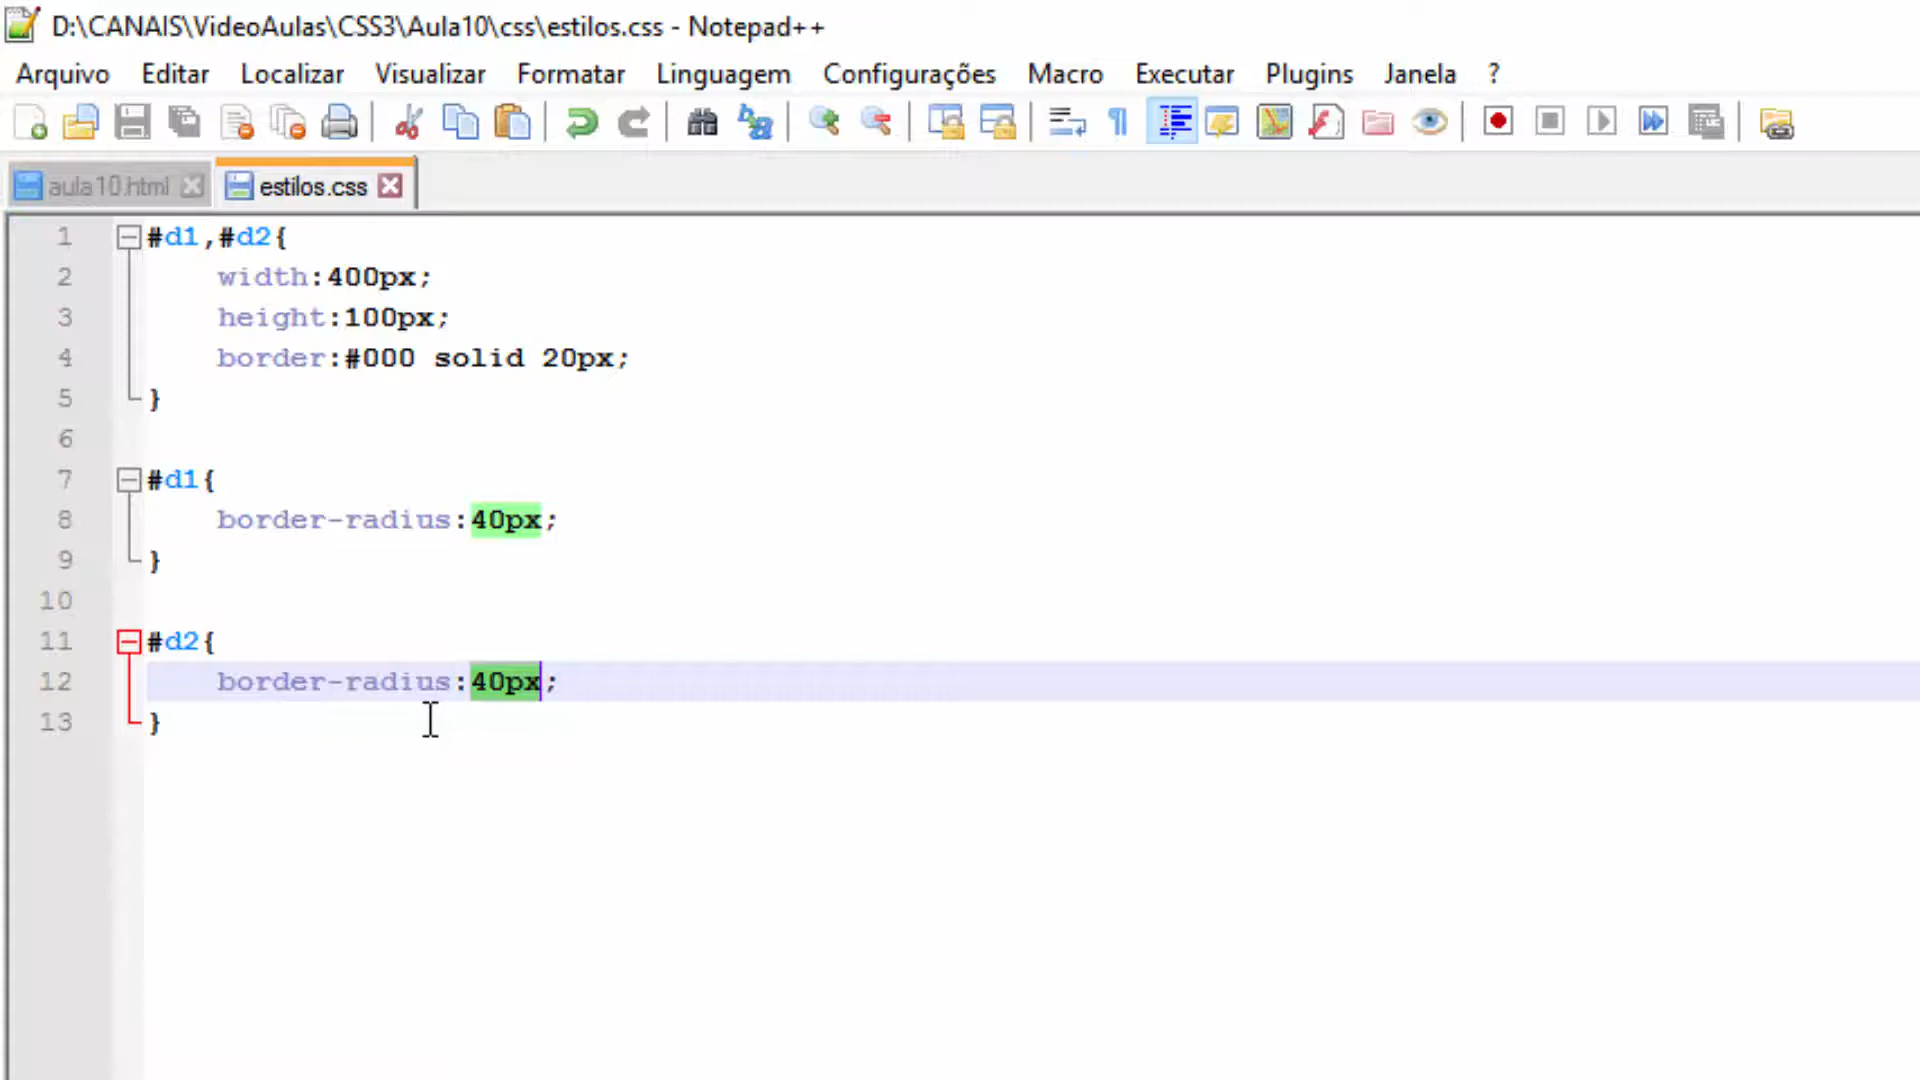 D:\CANAIS\VideoAulas\CSS3\Aula10\css\estilos.css - Notepad++
Arquivo Editar Localizar Visualizar Formatar Linguagem Configurações Macro Executar Plugins Janela ?
aula10.html estilos.css
1 #d1,#d2{
2 width:400px;
3 height:100px;
4 border:#000 solid 20px;
5 }
6
7 #d1{
8 border-radius:40px;
9 }
10
11 #d2{
12 border-radius:40px;
13 }